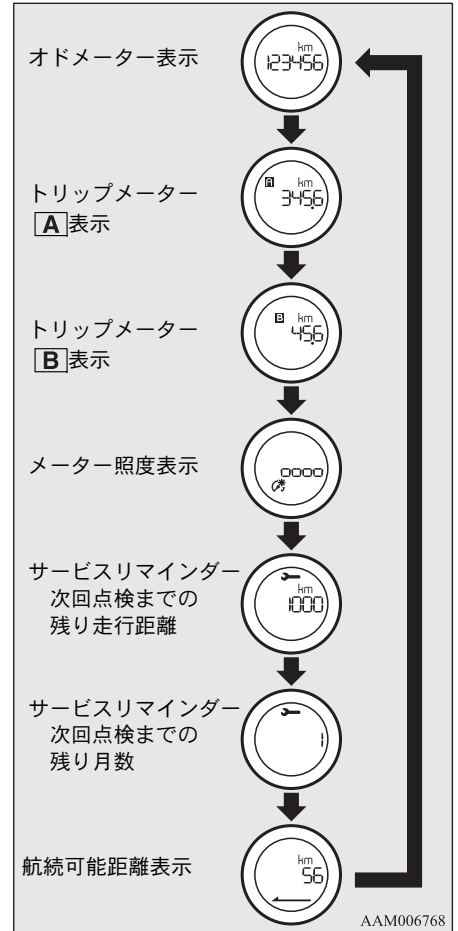 オドメーター表示
km
123456
トリップメーター
A 表示
A km
345.6
トリップメーター
B 表示
B km
45.6
メーター照度表示
サービスリマインダー
次回点検までの
残り走行距離
km
1000
サービスリマインダー
次回点検までの
残り月数
1
航続可能距離表示
km
56
AAM006768